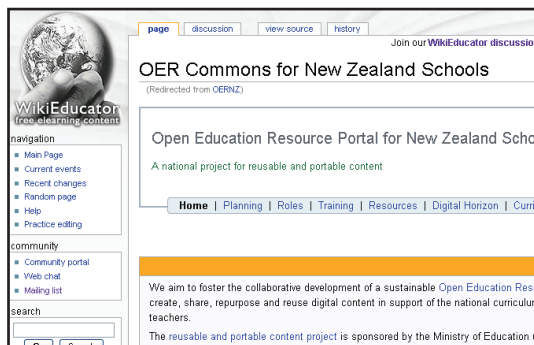 page
discussion
view source
history
Join our WikiEducator discussio
WikiEducator
free elearning content
OER Commons for New Zealand Schools
(Redirected from OERNZ)
navigation
Main Page
Current events
Recent changes
Random page
Help
Practice editing
Open Education Resource Portal for New Zealand Scho
A national project for reusable and portable content
Home | Planning | Roles | Training | Resources | Digital Horizon | Curri
community
Community portal
Web chat
Mailing list
search
We aim to foster the collaborative development of a sustainable Open Education Res
create, share, repurpose and reuse digital content in support of the national curriculu
teachers.
The reusable and portable content project is sponsored by the Ministry of Education